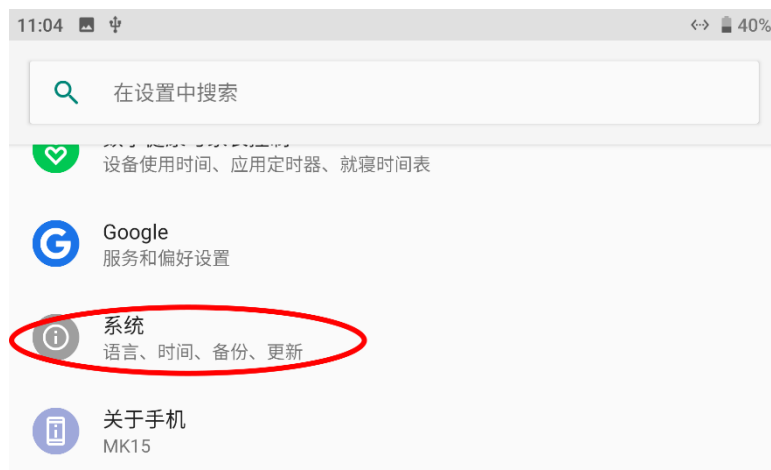 11:04
40%
在设置中搜索
设备使用时间、应用定时器、就寝时间表
Google
服务和偏好设置
系统
语言、时间、备份、更新
关于手机
MK15